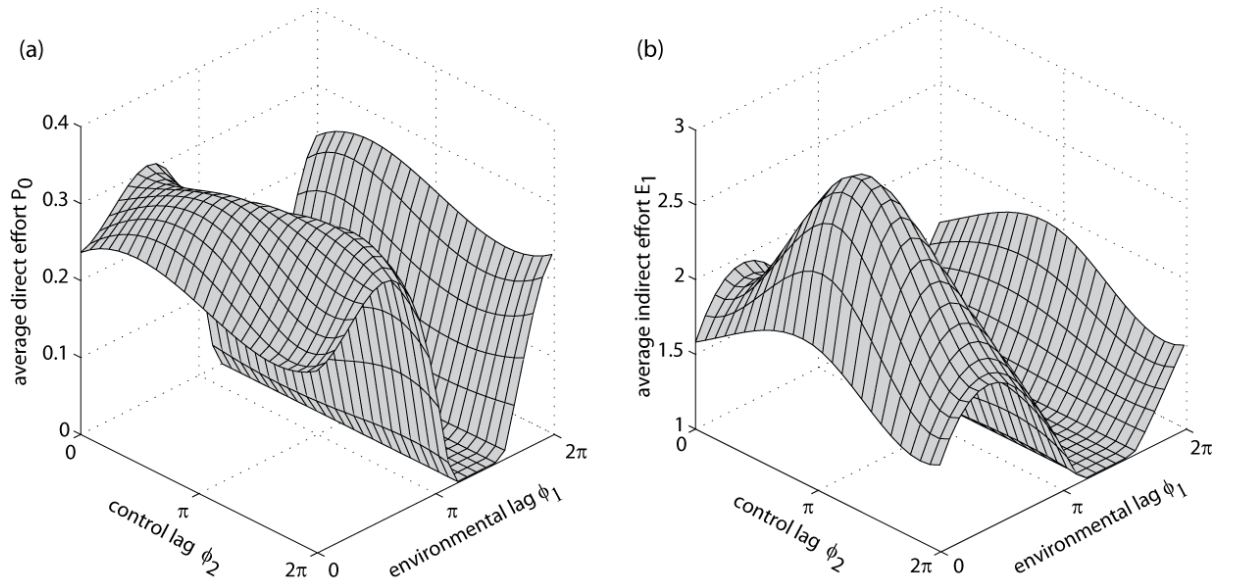 (a)
0.4
0.3
0.2
0.1
0
average direct effort P0
0
π
2π
control lag ϕ2
0
π
2π
environmental lag ϕ1
(b)
3
2.5
2
1.5
1
average indirect effort E1
0
π
2π
control lag ϕ2
0
π
2π
environmental lag ϕ1